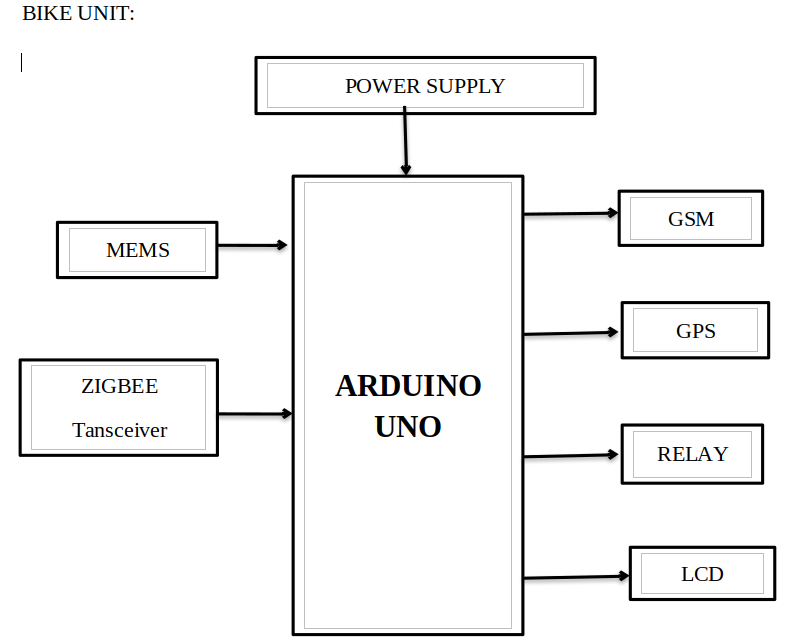 BIKE UNIT:
POWER SUPPLY
MEMS
ZIGBEE
Tansceiver
ARDUINO
UNO
GSM
GPS
RELAY
LCD